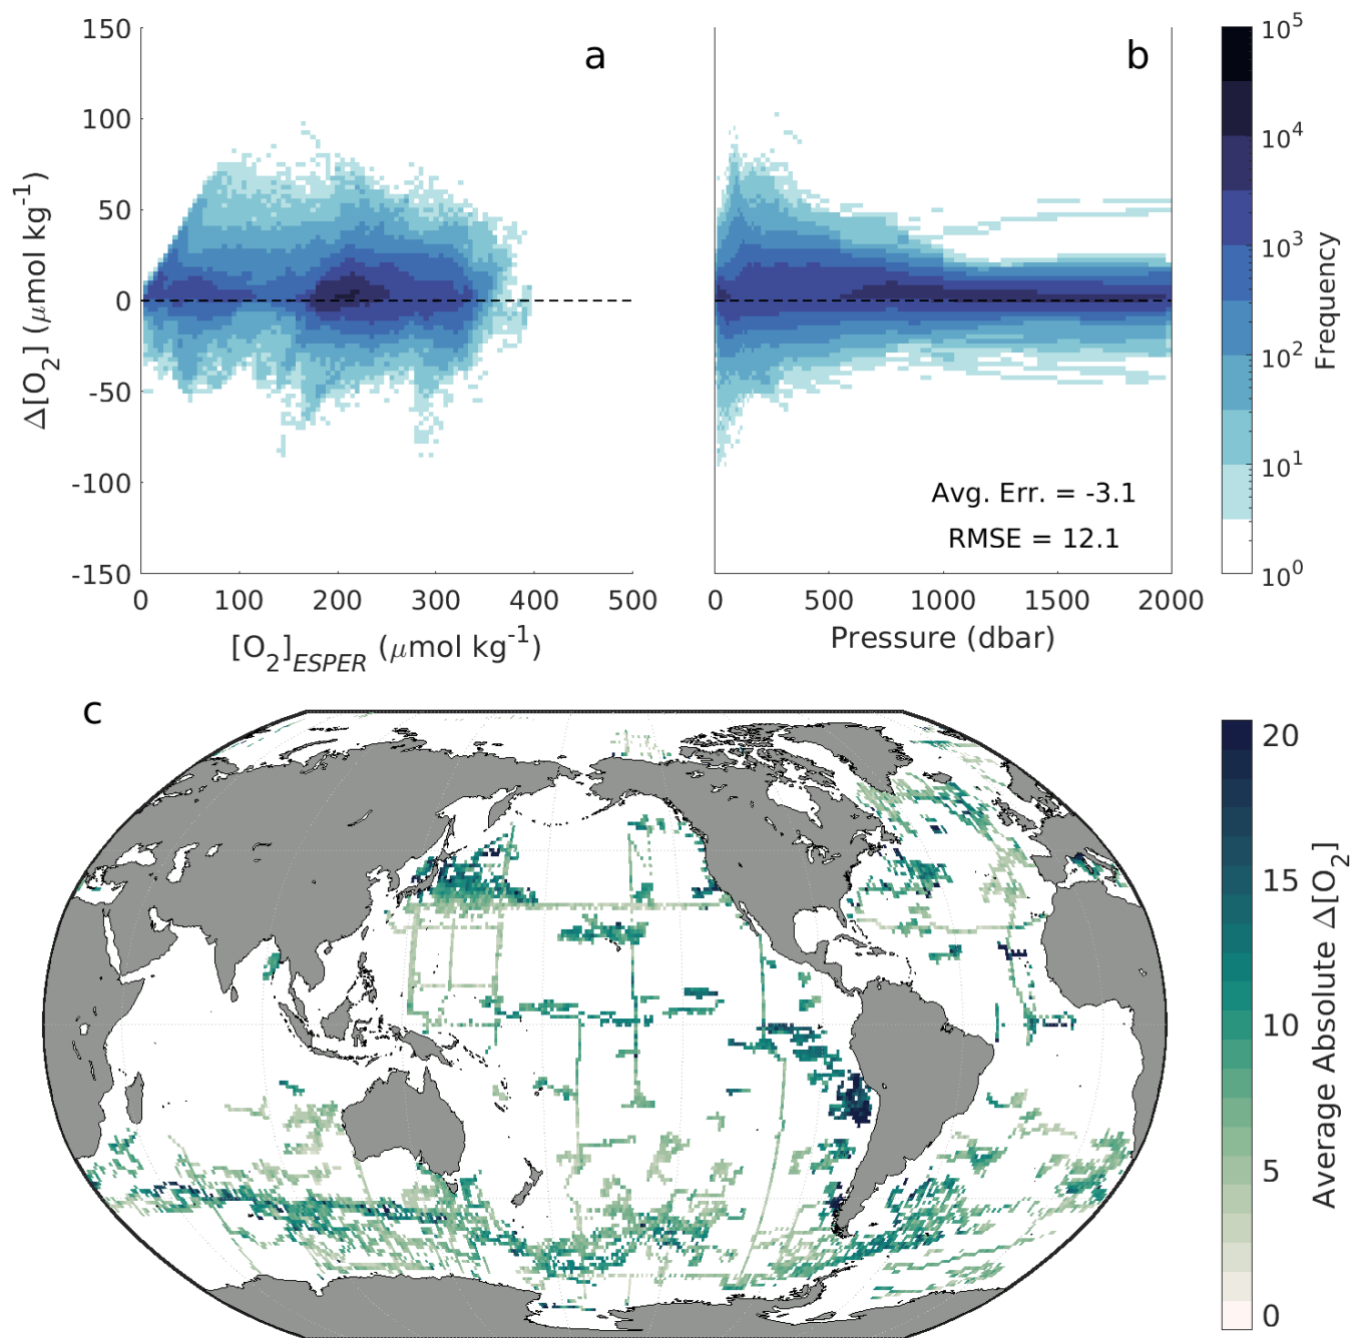 a
b
150
100
50
0
-50
-100
-150
Δ[O2] (μmol kg-1)
0 100 200 300 400 500
[O2]ESPER (μmol kg-1)
Avg. Err. = -3.1
RMSE = 12.1
0 500 1000 1500 2000
Pressure (dbar)
10^5
10^4
10^3
10^2
10^1
10^0
Frequency
c
20
15
10
5
0
Average Absolute Δ[O2]